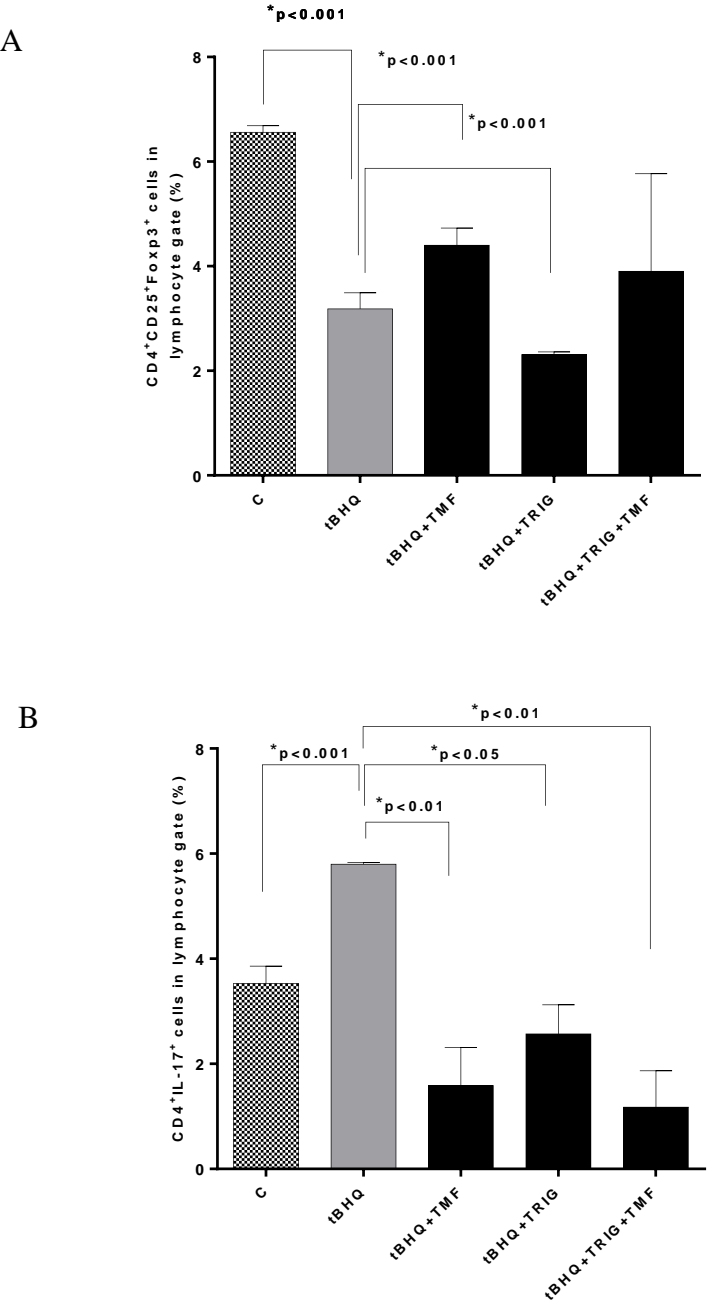 A
*p<0.001
*p<0.001
*p<0.001
CD4+CD25+Foxp3+ cells in
lymphocyte gate (%)
8
6
4
2
0
C
tBHQ
tBHQ+TMF
tBHQ+TRIG
tBHQ+TRIG+TMF
B
*p<0.01
*p<0.001
*p<0.05
*p<0.01
CD4+IL-17+ cells in lymphocyte gate (%)
8
6
4
2
0
C
tBHQ
tBHQ+TMF
tBHQ+TRIG
tBHQ+TRIG+TMF